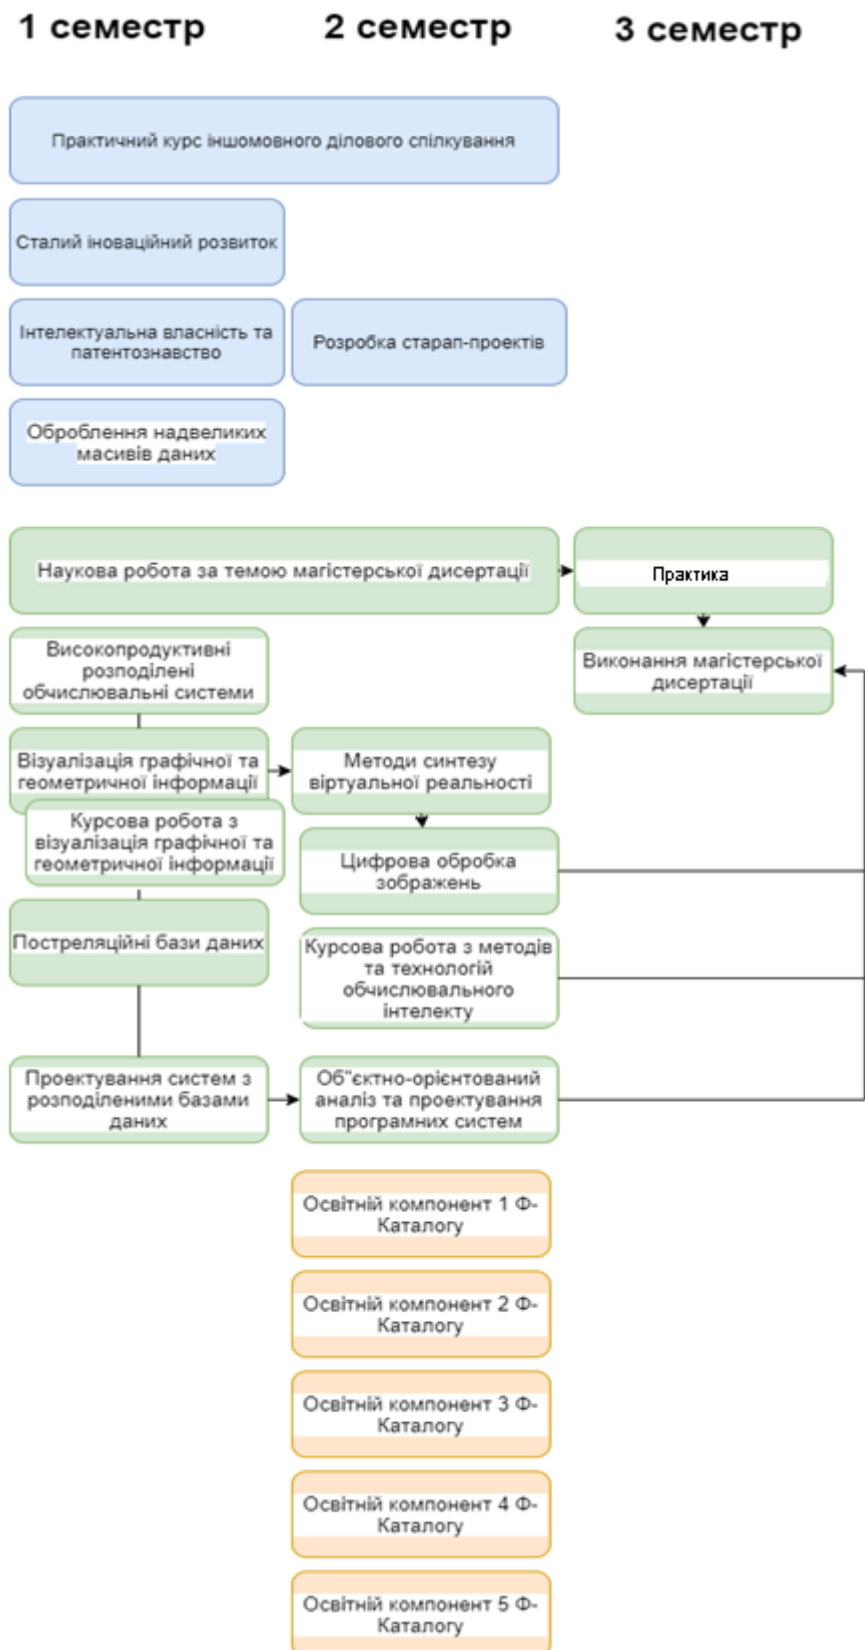 1 семестр
2 семестр
3 семестр
Практичний курс іншомовного ділового спілкування
Сталий іноваційний розвиток
Інтелектуальна власність та
патентознавство
Розробка старап-проектів
Оброблення надвеликих
масивів даних
Наукова робота за темою магістерської дисертації
Практика
Високопродуктивні
розподілені
обчислювальні системи
Виконання магістерської
дисертації
Візуалізація графічної та
геометричної інформації
Методи синтезу
віртуальної реальності
Курсова робота з
візуалізація графічної та
геометричної інформації
Цифрова обробка
зображень
Постреляційні бази даних
Курсова робота з методів
та технологій
обчислювального
інтелекту
Проектування систем з
розподіленими базами
даних
Об"єктно-орієнтований
аналіз та проектування
програмних систем
Освітній компонент 1 Ф-
Каталогу
Освітній компонент 2 Ф-
Каталогу
Освітній компонент 3 Ф-
Каталогу
Освітній компонент 4 Ф-
Каталогу
Освітній компонент 5 Ф-
Каталогу